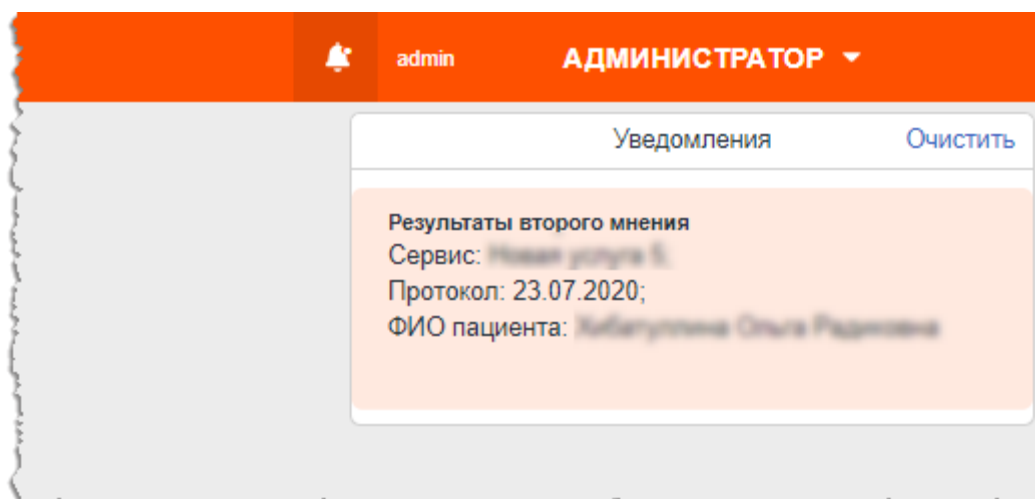 admin АДМИНИСТРАТОР
Уведомления Очистить
Результаты второго мнения
Сервис:
Протокол: 23.07.2020;
ФИО пациента: